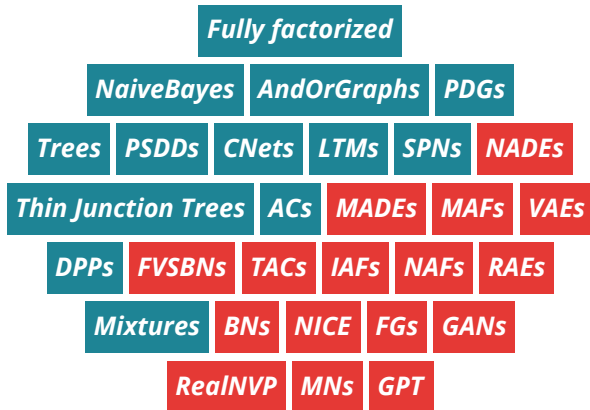 Fully factorized
NaiveBayes AndOrGraphs PDGs
Trees PSDDs CNets LTMs SPNs NADEs
Thin Junction Trees ACs MADEs MAFs VAEs
DPPs FVSBNs TACs IAFs NAFs RAEs
Mixtures BNs NICE FGs GANs
RealNVP MNs GPT